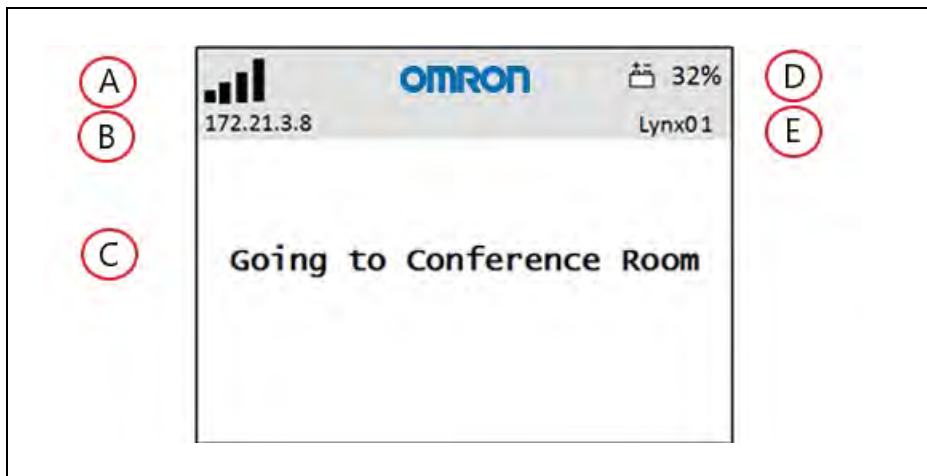 A
OMRON
32%
D
B
172.21.3.8
Lynx01
E
C
Going to Conference Room